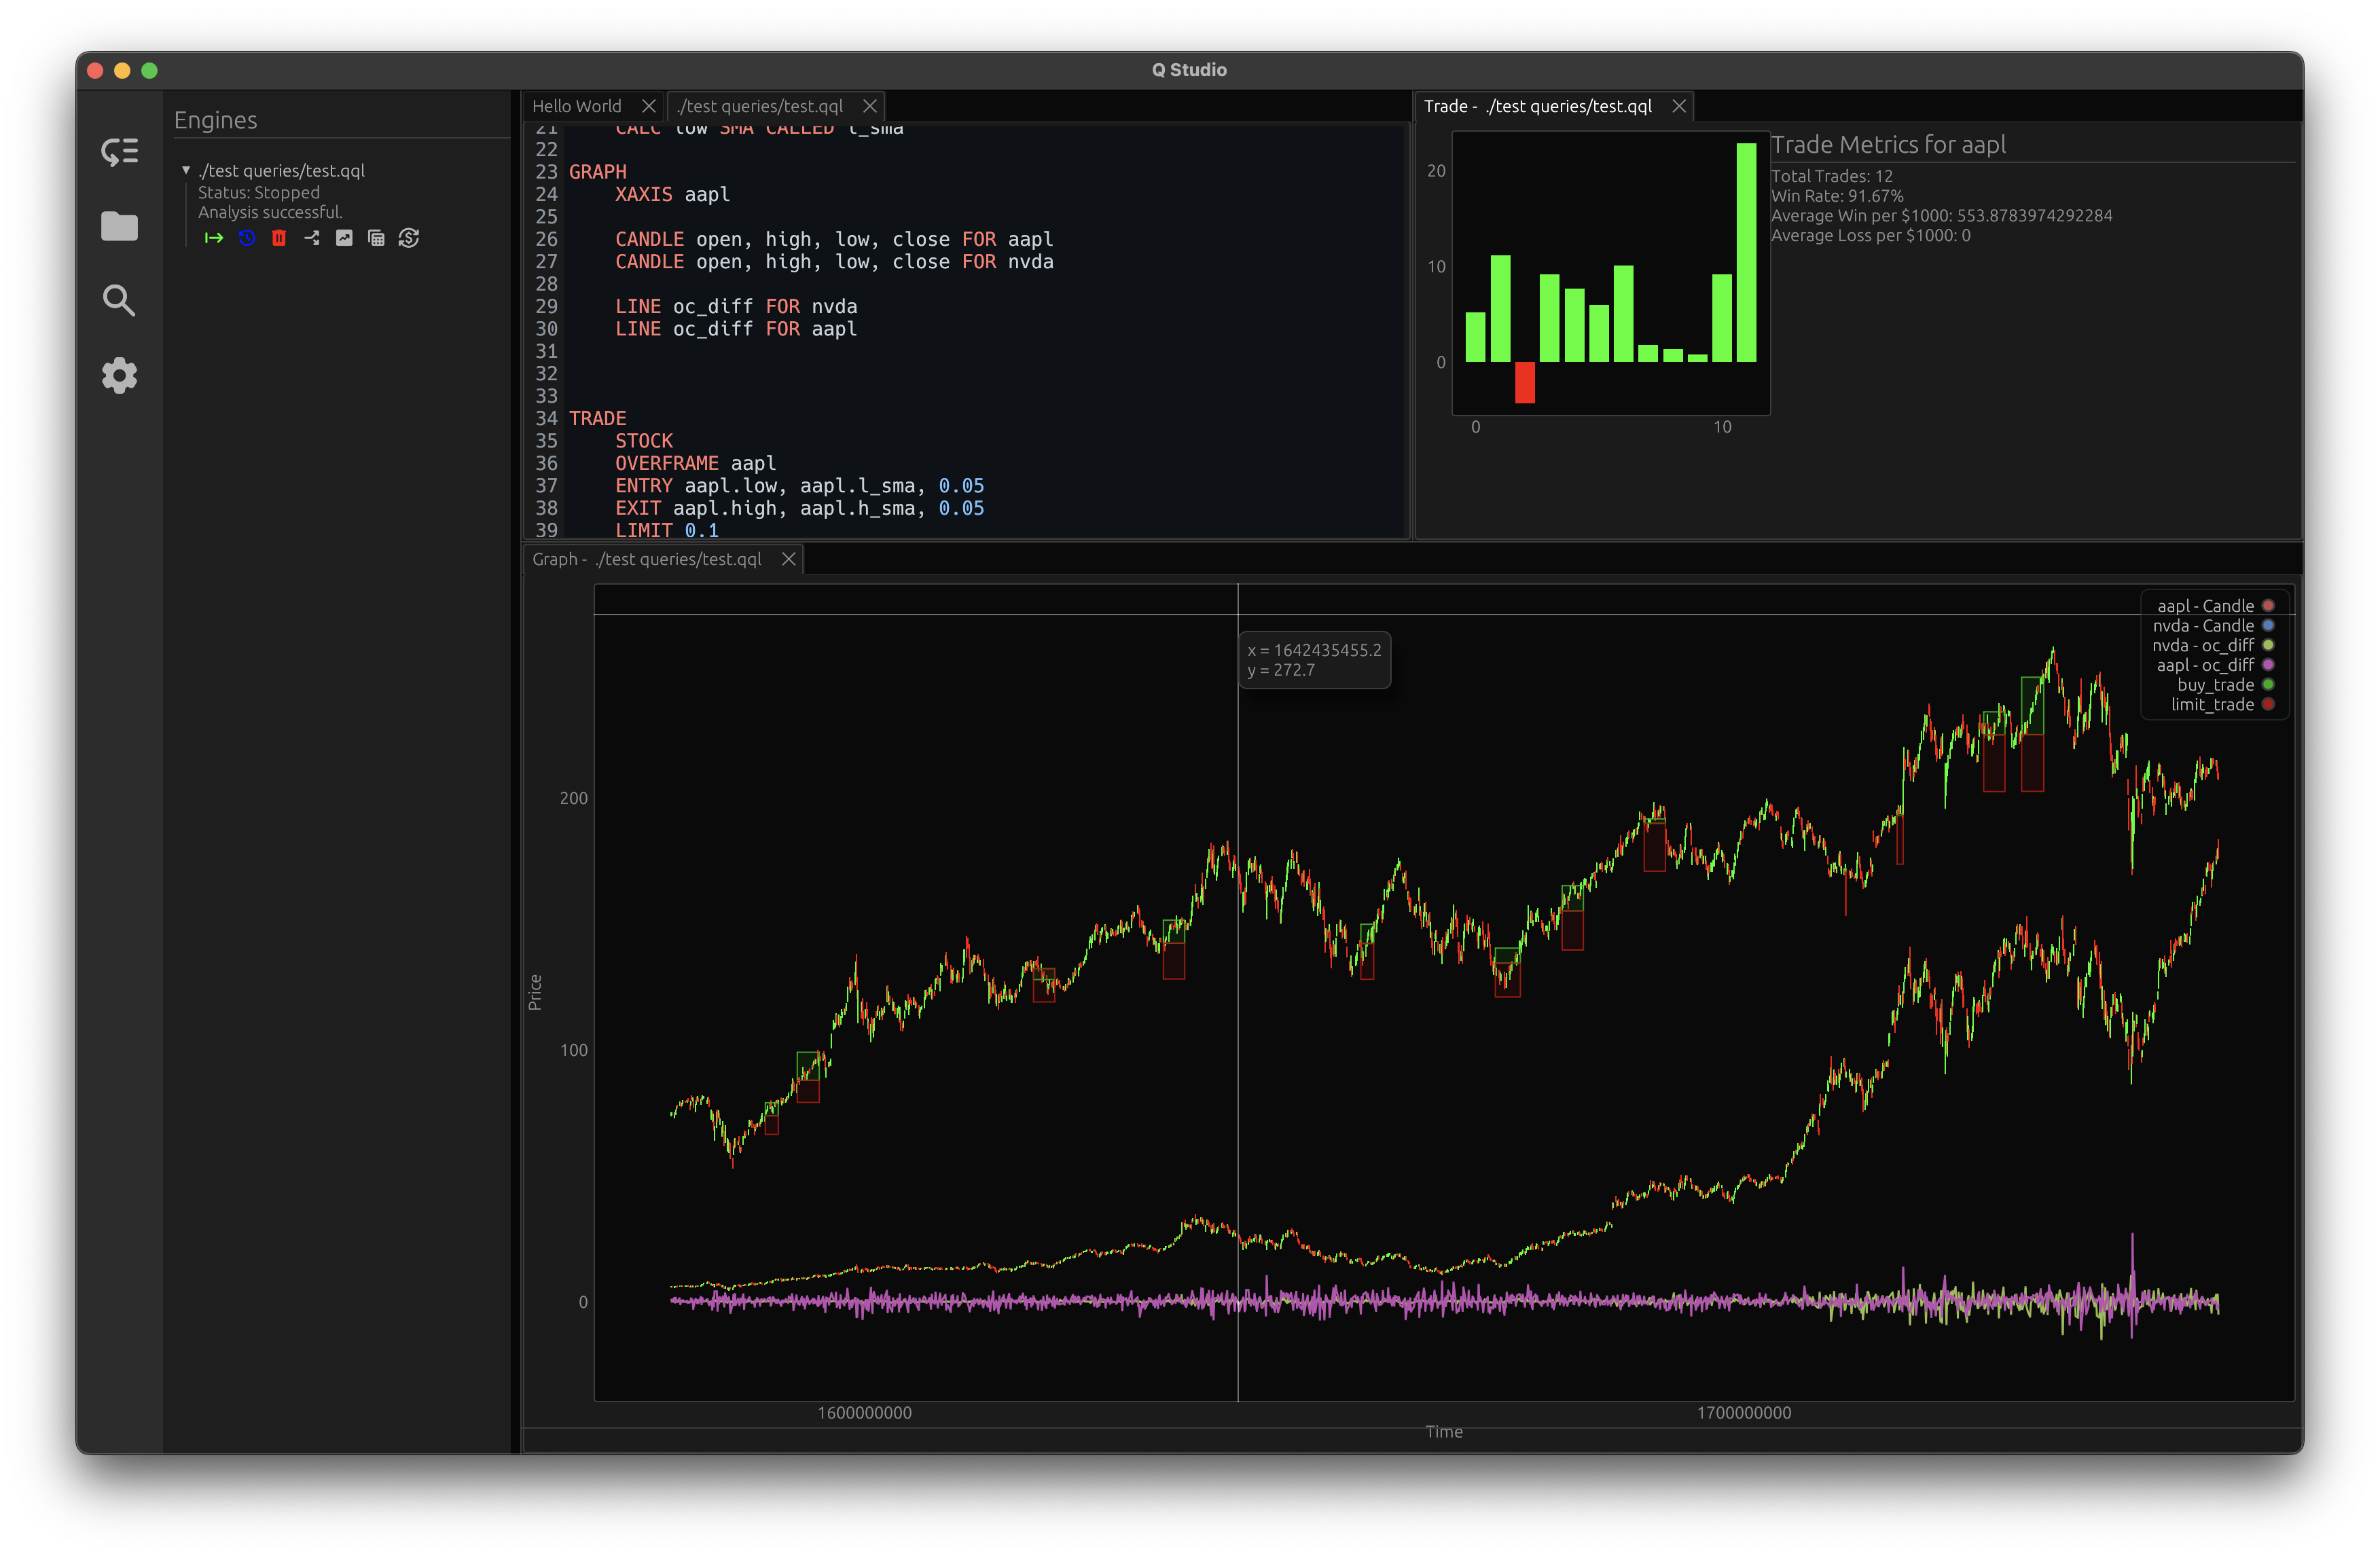 Q Studio
Engines
./test queries/test.qql
Status: Stopped
Analysis successful.
Hello World
./test queries/test.qql
21 CALC low SMA CALLED l_sma
22
23 GRAPH
24 XAXIS aapl
25
26 CANDLE open, high, low, close FOR aapl
27 CANDLE open, high, low, close FOR nvda
28
29 LINE oc_diff FOR nvda
30 LINE oc_diff FOR aapl
31
32
33
34 TRADE
35 STOCK
36 OVERFRAME aapl
37 ENTRY aapl.low, aapl.l_sma, 0.05
38 EXIT aapl.high, aapl.h_sma, 0.05
39 LIMIT 0.1
Trade - ./test queries/test.qql
20
10
0
0
10
Trade Metrics for aapl
Total Trades: 12
Win Rate: 91.67%
Average Win per $1000: 553.8783974292284
Average Loss per $1000: 0
Graph - ./test queries/test.qql
aapl - Candle
nvda - Candle
nvda - oc_diff
aapl - oc_diff
buy_trade
limit_trade
x = 1642435455.2
y = 272.7
200
100
0
Price
1600000000
1700000000
Time